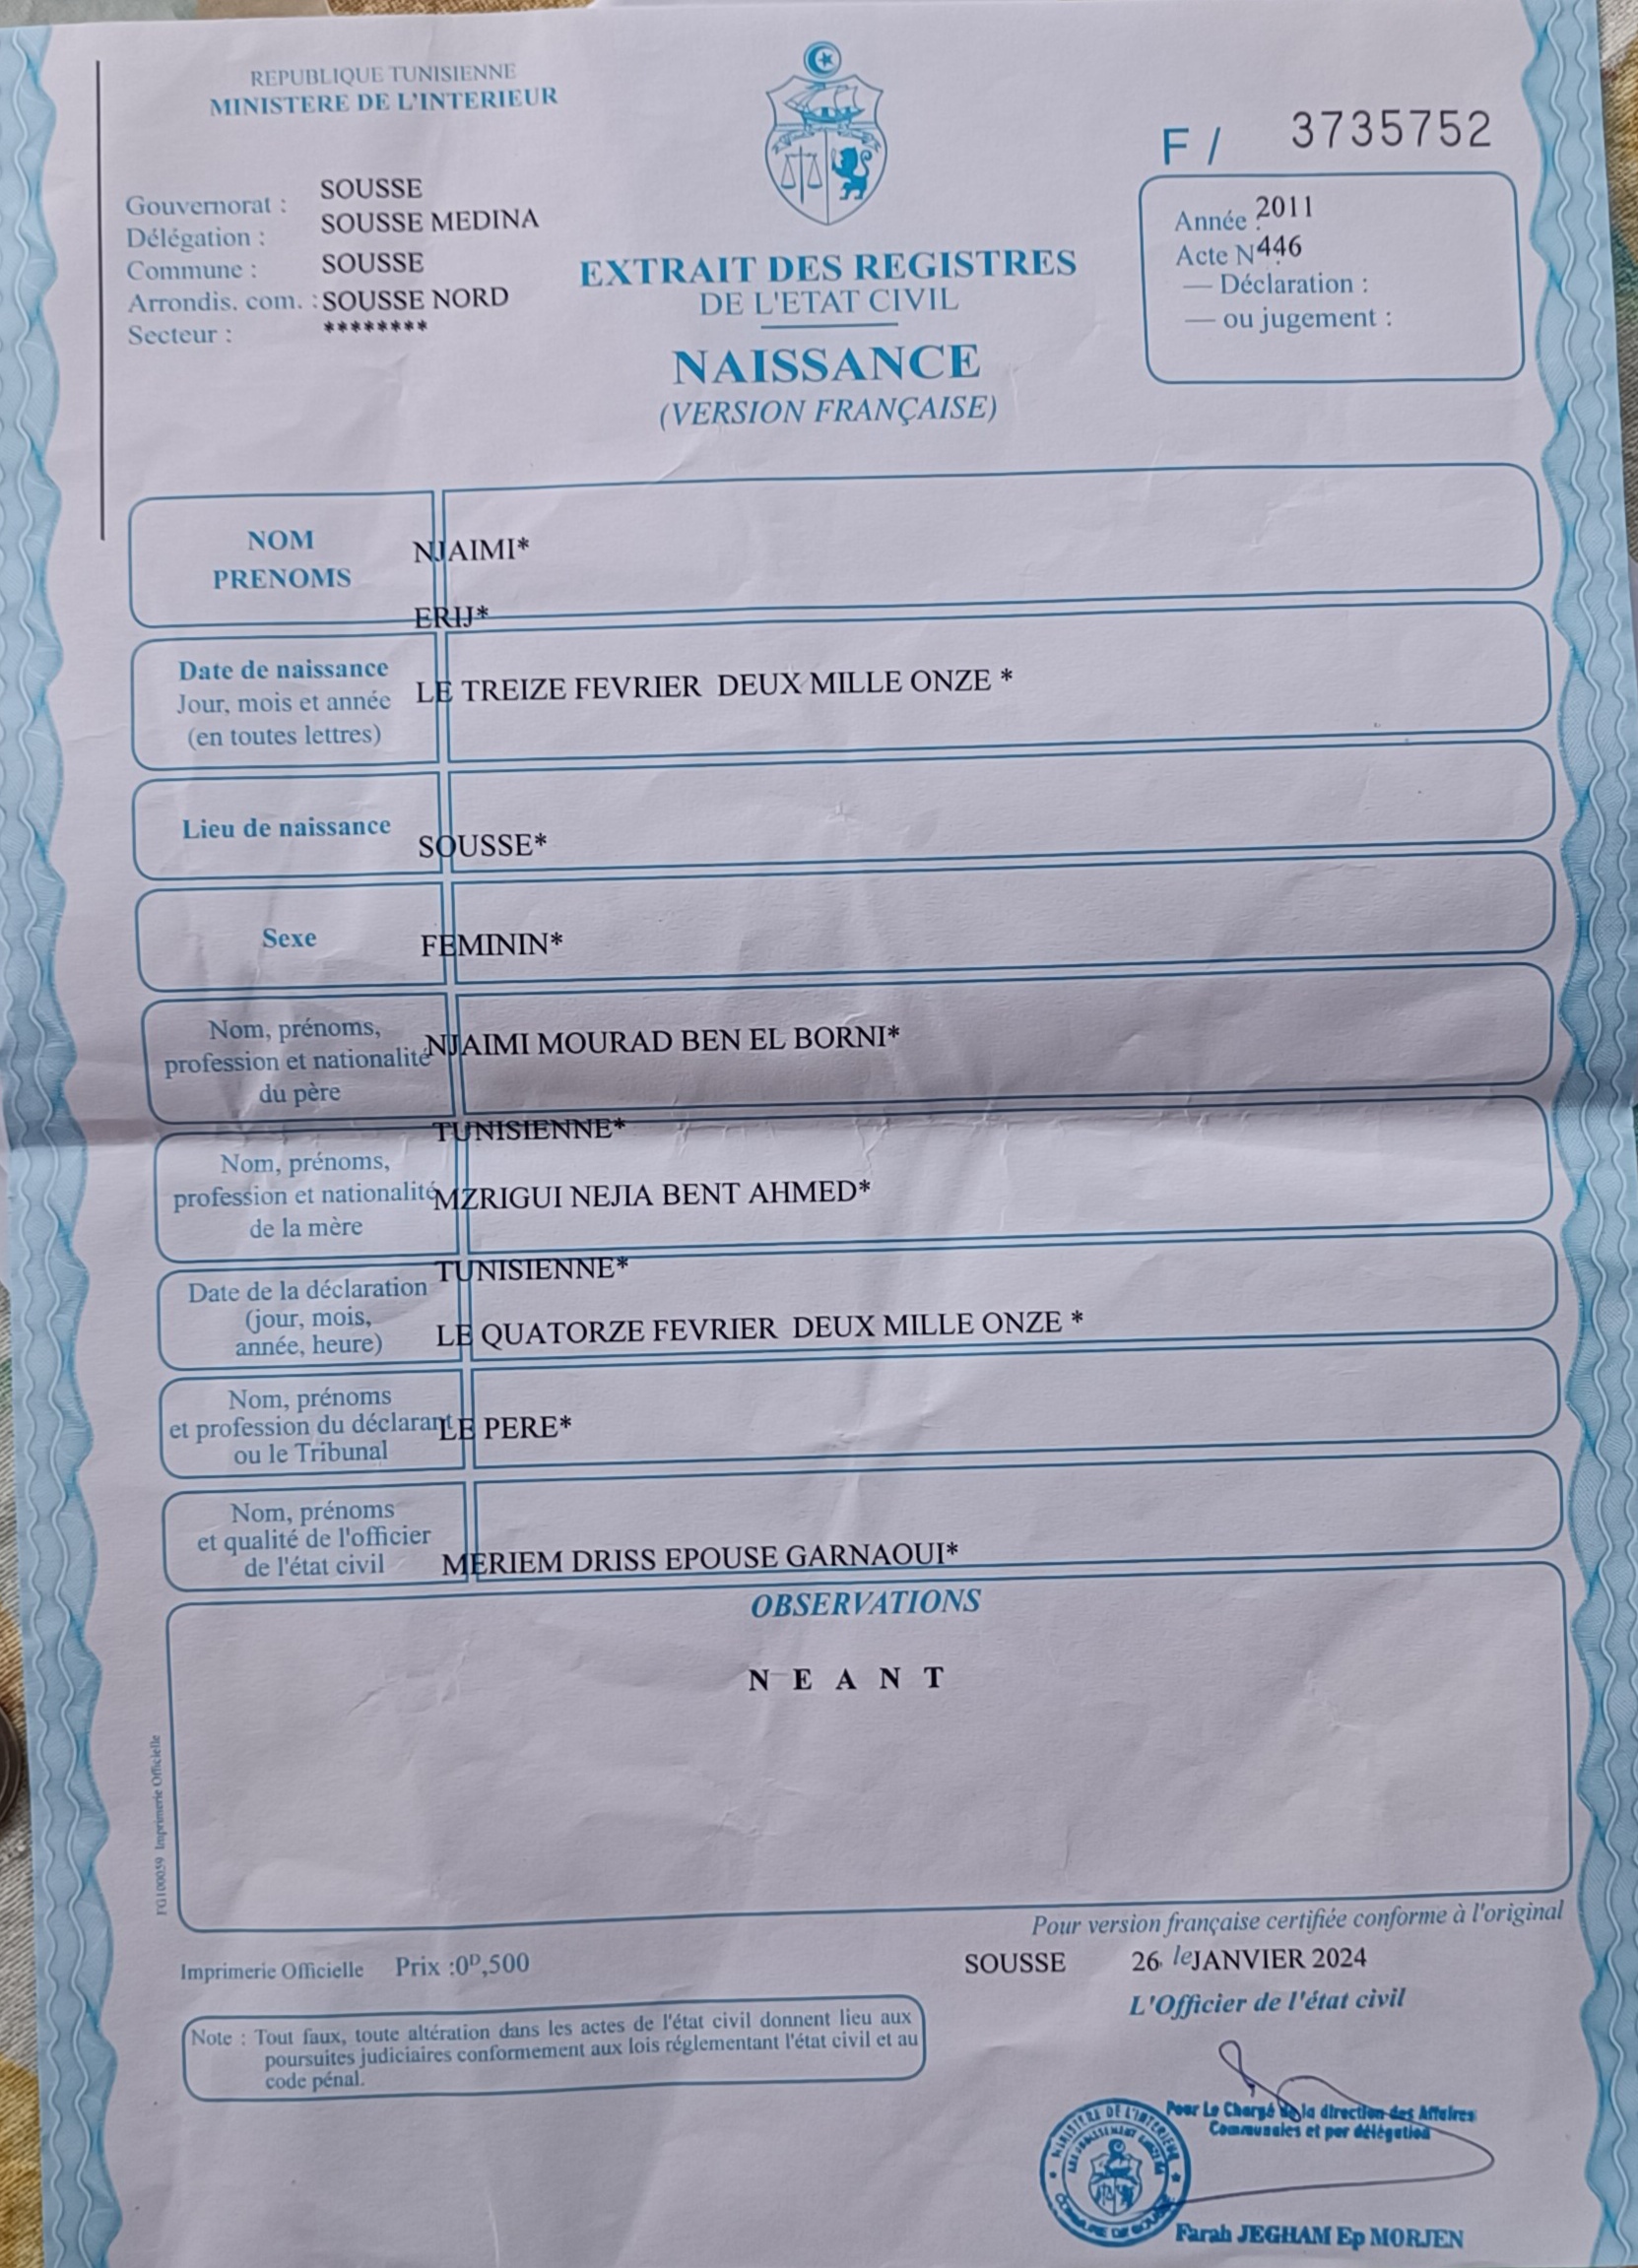 REPUBLIQUE TUNISIENNE
MINISTERE DE L'INTERIEUR
F / 3735752
Gouvernorat : SOUSSE
Délégation : SOUSSE MEDINA
Commune : SOUSSE
Arrondis. com. : SOUSSE NORD
Secteur : ********
EXTRAIT DES REGISTRES
DE L'ETAT CIVIL
NAISSANCE
(VERSION FRANÇAISE)
Année : 2011
Acte N° 446
— Déclaration :
— ou jugement :
NOM
PRENOMS
NJAIMI*
ERIJ*
Date de naissance
Jour, mois et année
(en toutes lettres)
LE TREIZE FEVRIER DEUX MILLE ONZE *
Lieu de naissance
SOUSSE*
Sexe
FEMININ*
Nom, prénoms,
profession et nationalité
du père
NJAIMI MOURAD BEN EL BORNI*
TUNISIENNE*
Nom, prénoms,
profession et nationalité
de la mère
MZRIGUI NEJIA BENT AHMED*
TUNISIENNE*
Date de la déclaration
(jour, mois,
année, heure)
LE QUATORZE FEVRIER DEUX MILLE ONZE *
Nom, prénoms
et profession du déclarant
ou le Tribunal
LE PERE*
Nom, prénoms
et qualité de l'officier
de l'état civil
MERIEM DRISS EPOUSE GARNAOUI*
OBSERVATIONS
N E A N T
FG100059 Imprimerie Officielle
Pour version française certifiée conforme à l'original
Imprimerie Officielle Prix :0ᴰ,500
SOUSSE 26 le JANVIER 2024
L'Officier de l'état civil
Note : Tout faux, toute altération dans les actes de l'état civil donnent lieu aux
poursuites judiciaires conformement aux lois réglementant l'état civil et au
code pénal.
Pour Le Chargé de la direction des Affaires
Communales et par délégation
MINISTERE DE L'INTERIEUR
COMMUNE DE SOUSSE
Farah JEGHAM Ep MORJEN